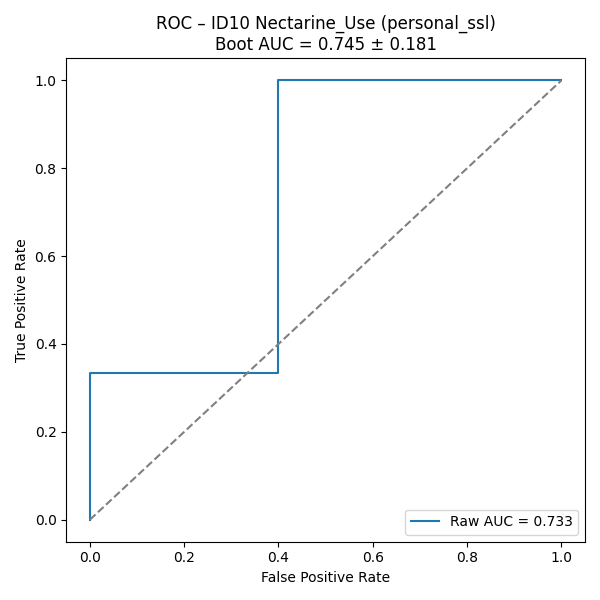 ROC – ID10 Nectarine_Use (personal_ssl)
Boot AUC = 0.745 ± 0.181
True Positive Rate
1.0
0.8
0.6
0.4
0.2
0.0
0.0 0.2 0.4 0.6 0.8 1.0
False Positive Rate
Raw AUC = 0.733